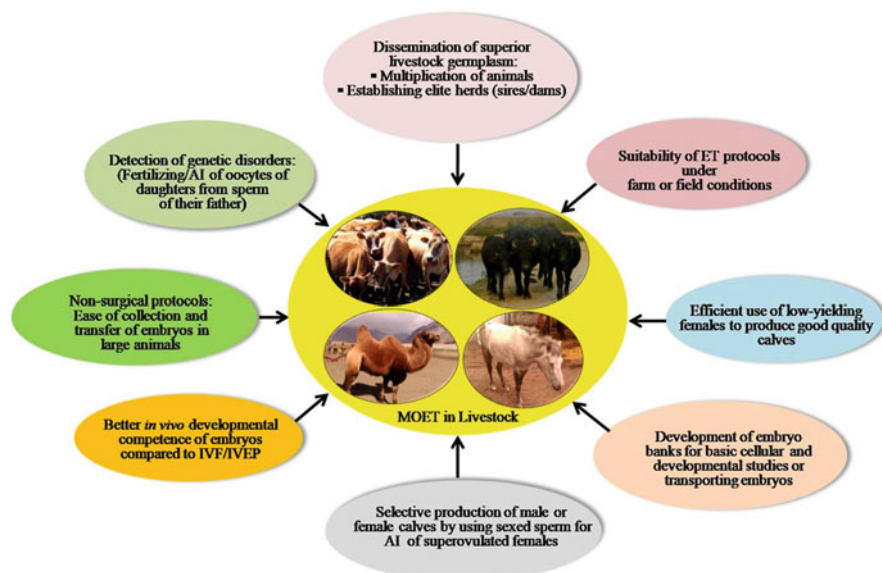 Dissemination of superior
livestock germplasm:
▪ Multiplication of animals
▪ Establishing elite herds (sires/dams)
Detection of genetic disorders:
(Fertilizing/AI of oocytes of
daughters from sperm
of their father)
Suitability of ET protocols
under
farm or field conditions
Non-surgical protocols:
Ease of collection and
transfer of embryos in
large animals
Efficient use of low-yielding
females to produce good quality
calves
MOET in Livestock
Better in vivo developmental
competence of embryos
compared to IVF/IVEP
Development of embryo
banks for basic cellular and
developmental studies or
transporting embryos
Selective production of male or
female calves by using sexed sperm for
AI of superovulated females